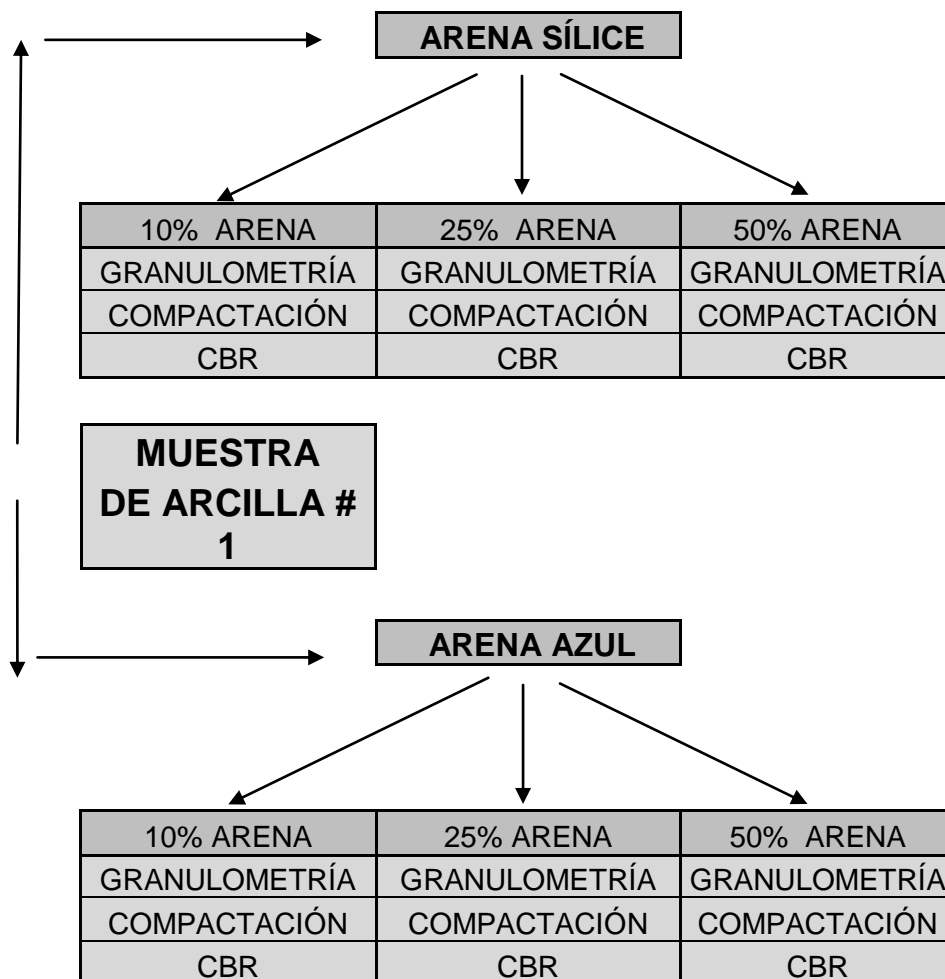 ARENA SÍLICE
10% ARENA 25% ARENA 50% ARENA
GRANULOMETRÍA GRANULOMETRÍA GRANULOMETRÍA
COMPACTACIÓN COMPACTACIÓN COMPACTACIÓN
CBR CBR CBR
MUESTRA
DE ARCILLA #
1
ARENA AZUL
10% ARENA 25% ARENA 50% ARENA
GRANULOMETRÍA GRANULOMETRÍA GRANULOMETRÍA
COMPACTACIÓN COMPACTACIÓN COMPACTACIÓN
CBR CBR CBR